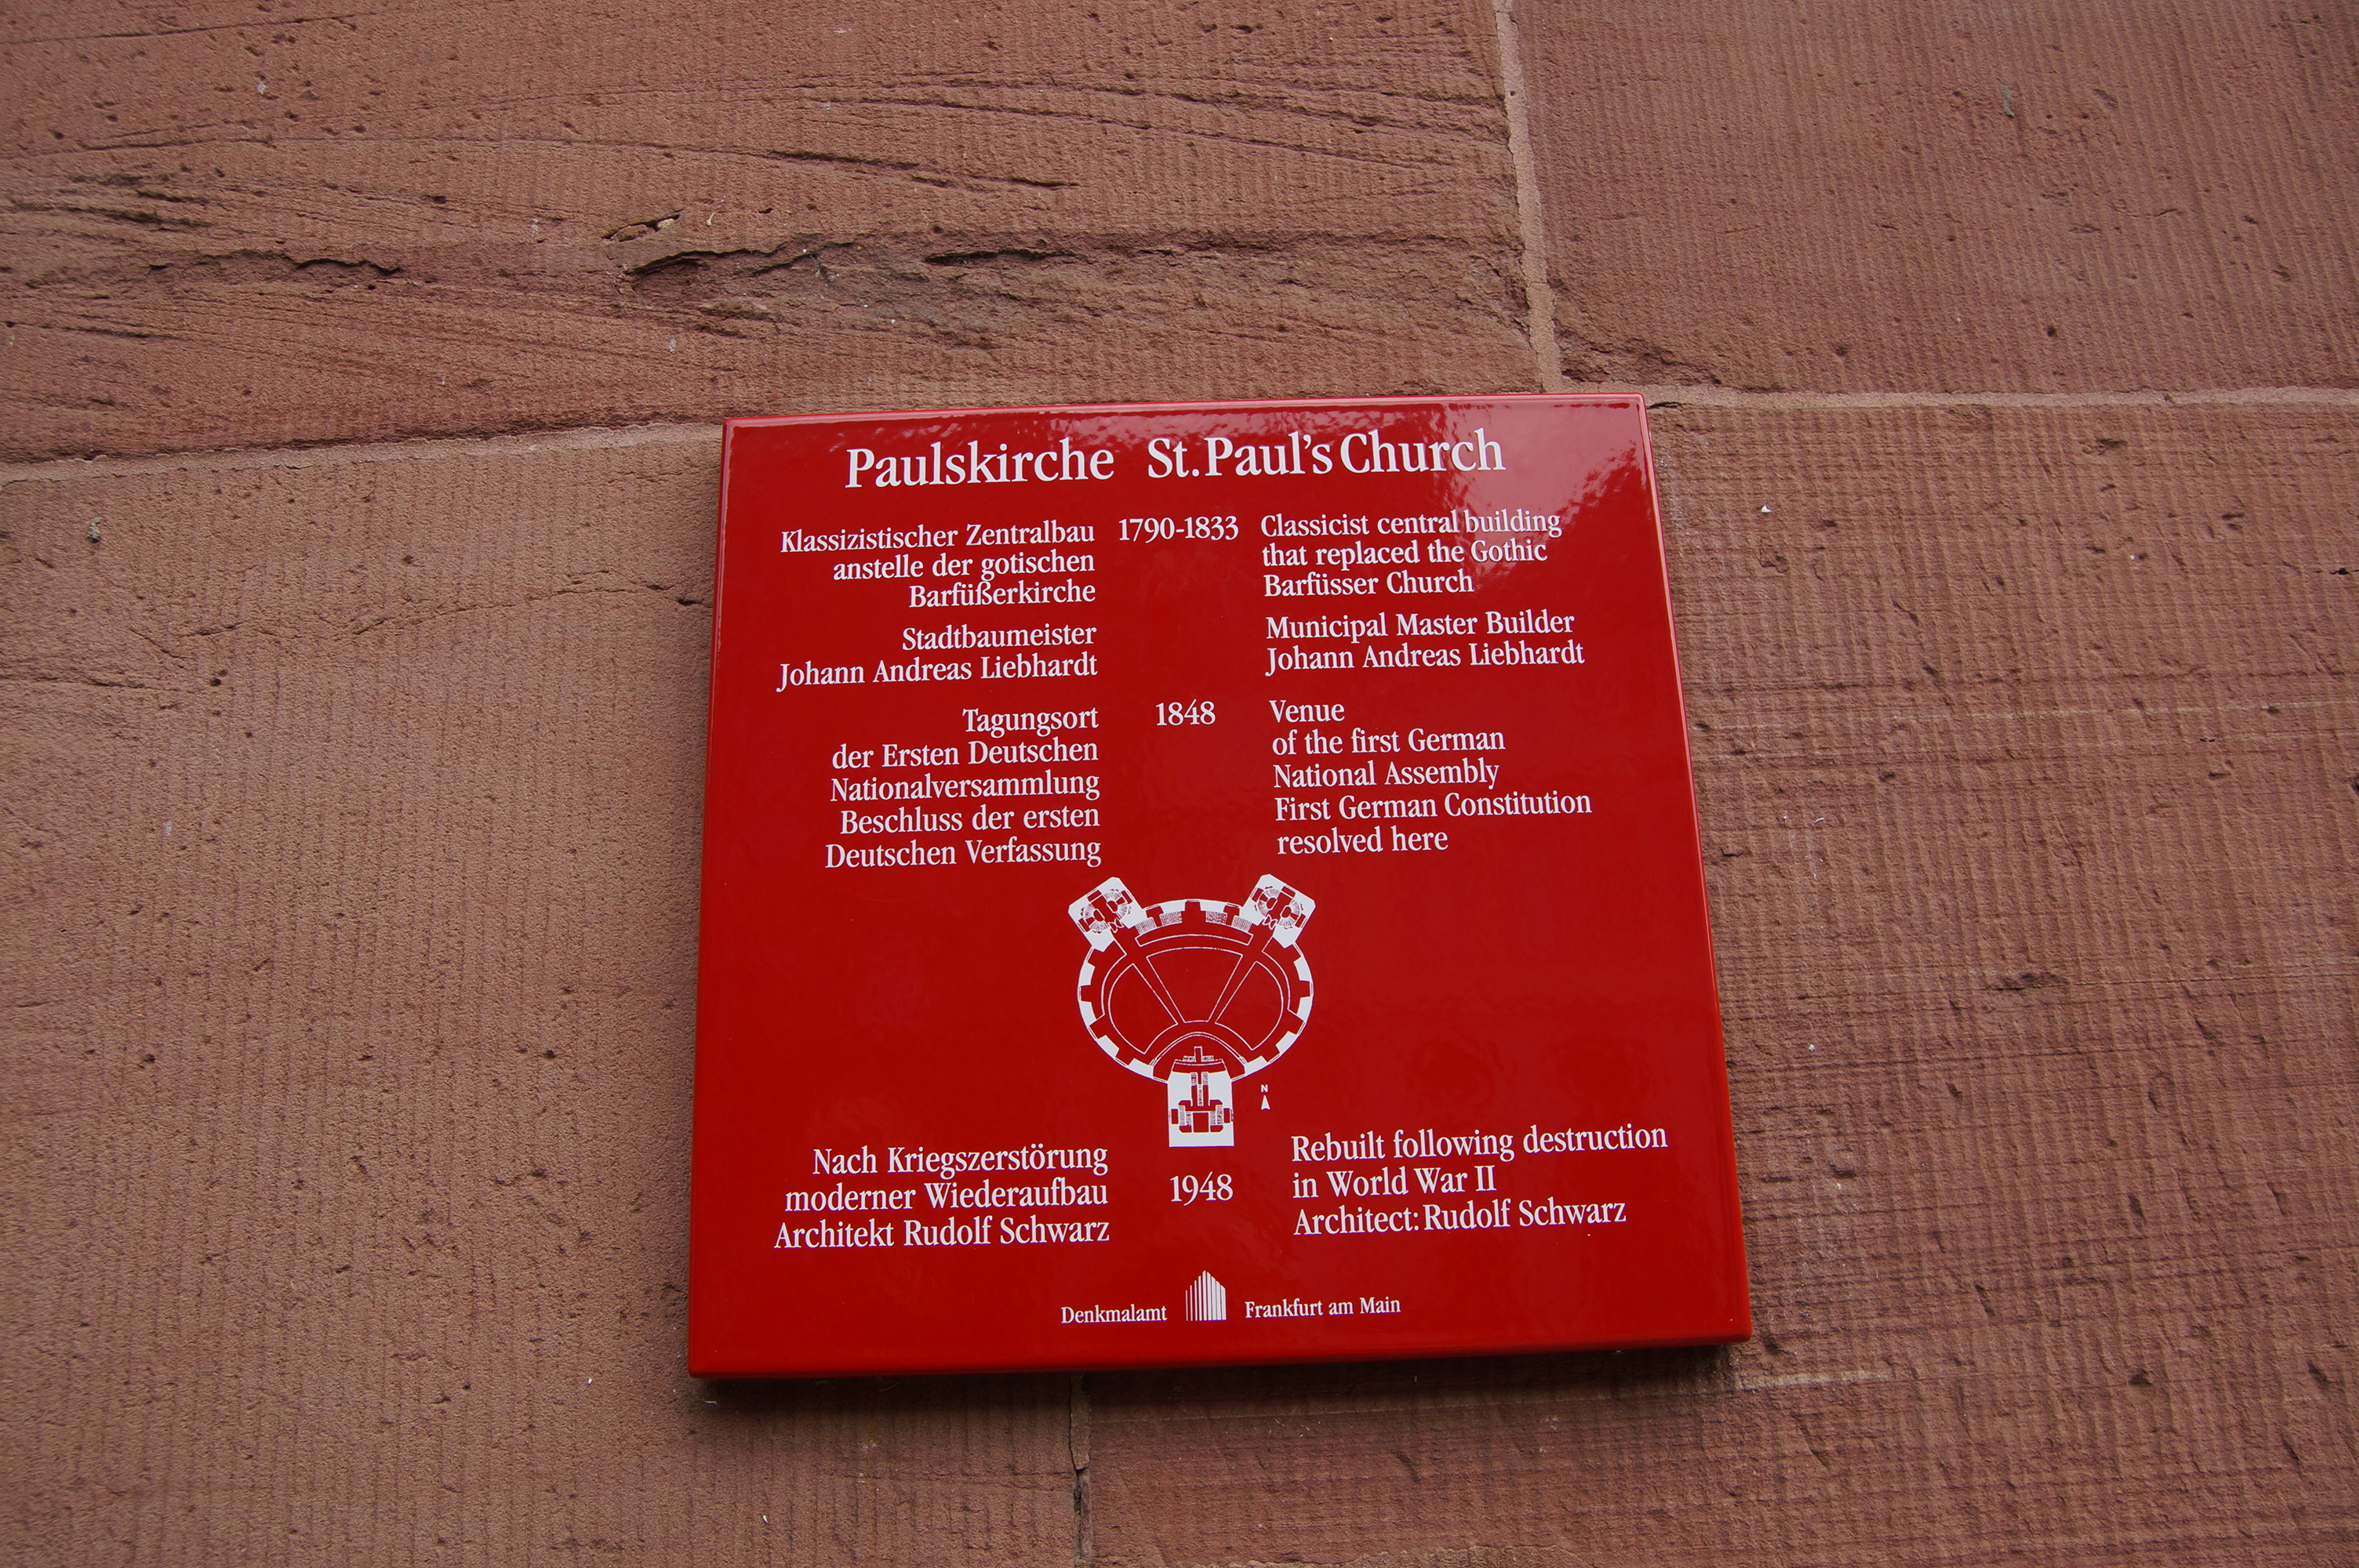 Paulskirche St. Paul's Church
Klassizistischer Zentralbau
anstelle der gotischen
Barfüßerkirche
Stadtbaumeister
Johann Andreas Liebhardt
1790-1833
Classicist central building
that replaced the Gothic
Barfüsser Church
Municipal Master Builder
Johann Andreas Liebhardt
Tagungsort
der Ersten Deutschen
Nationalversammlung
Beschluss der ersten
Deutschen Verfassung
1848
Venue
of the first German
National Assembly
First German Constitution
resolved here
N
Nach Kriegszerstörung
moderner Wiederaufbau
Architekt Rudolf Schwarz
1948
Rebuilt following destruction
in World War II
Architect: Rudolf Schwarz
Denkmalamt Frankfurt am Main